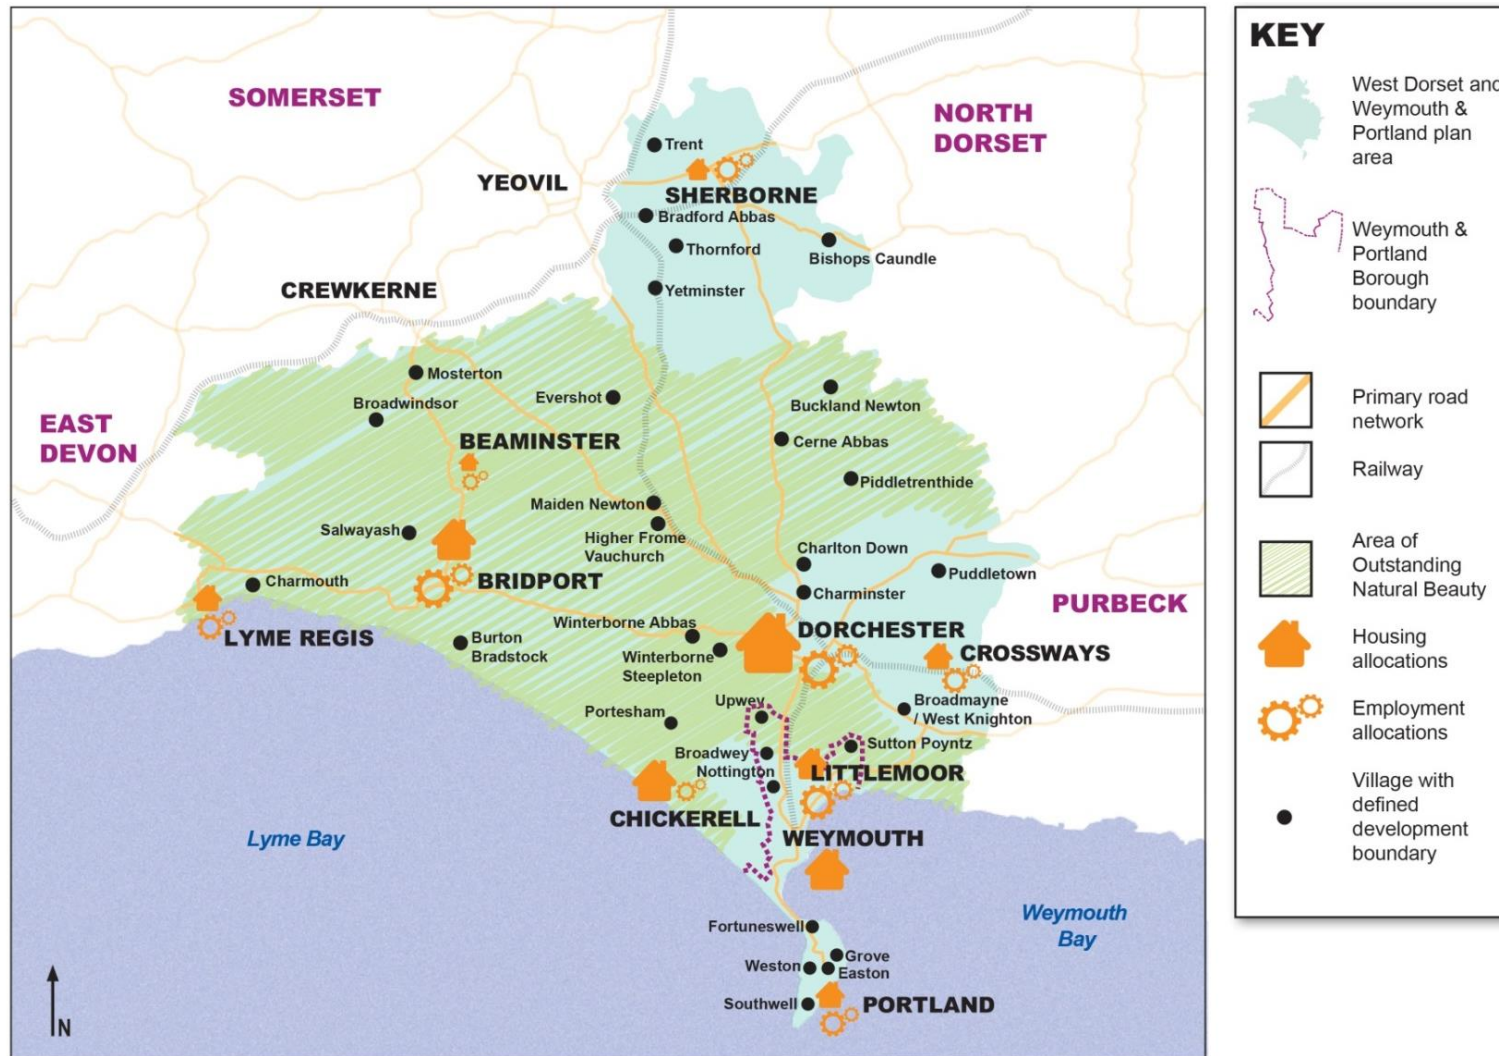 SOMERSET
NORTH
DORSET
Trent
YEOVIL
SHERBORNE
Bradford Abbas
Thornford
Bishops Caundle
Yetminster
CREWKERNE
Mosterton
Broadwindsor
Evershot
Buckland Newton
EAST
DEVON
BEAMINSTER
Cerne Abbas
Piddletrenthide
Maiden Newton
Salwayash
Higher Frome
Vauchurch
Charlton Down
Puddletown
Charmouth
BRIDPORT
Charminster
PURBECK
LYME REGIS
Burton
Bradstock
Winterborne Abbas
DORCHESTER
Winterborne
Steepleton
CROSSWAYS
Upwey
Broadmayne
/ West Knighton
Portesham
Sutton Poyntz
Broadwey
Nottington
LITTLEMOOR
CHICKERELL
WEYMOUTH
Lyme Bay
Weymouth
Bay
Fortuneswell
Grove
Weston
Easton
Southwell
PORTLAND
N
KEY
West Dorset and
Weymouth &
Portland plan
area
Weymouth &
Portland
Borough
boundary
Primary road
network
Railway
Area of
Outstanding
Natural Beauty
Housing
allocations
Employment
allocations
Village with
defined
development
boundary